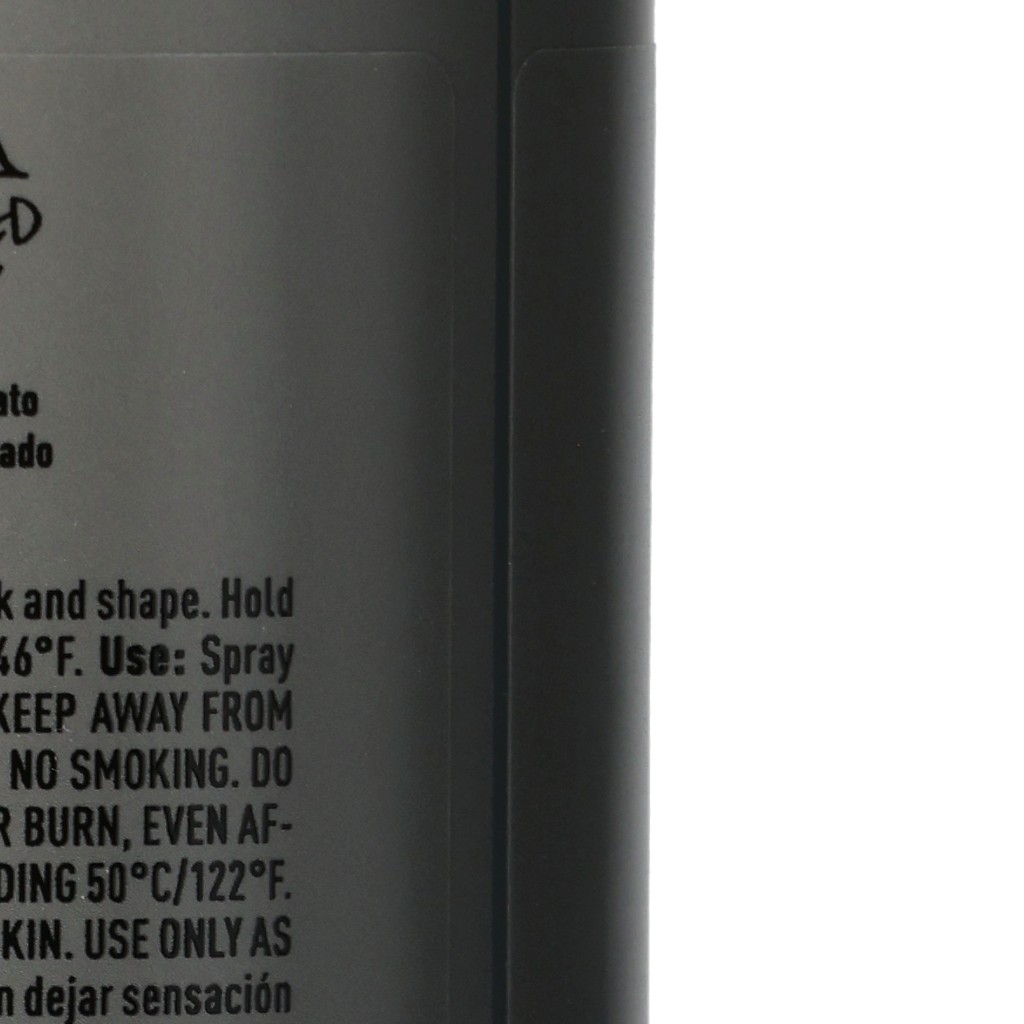 ato
ado
k and shape. Hold
46°F. Use: Spray
KEEP AWAY FROM
NO SMOKING. DO
R BURN, EVEN AF-
DING 50°C/122°F.
KIN. USE ONLY AS
n dejar sensación